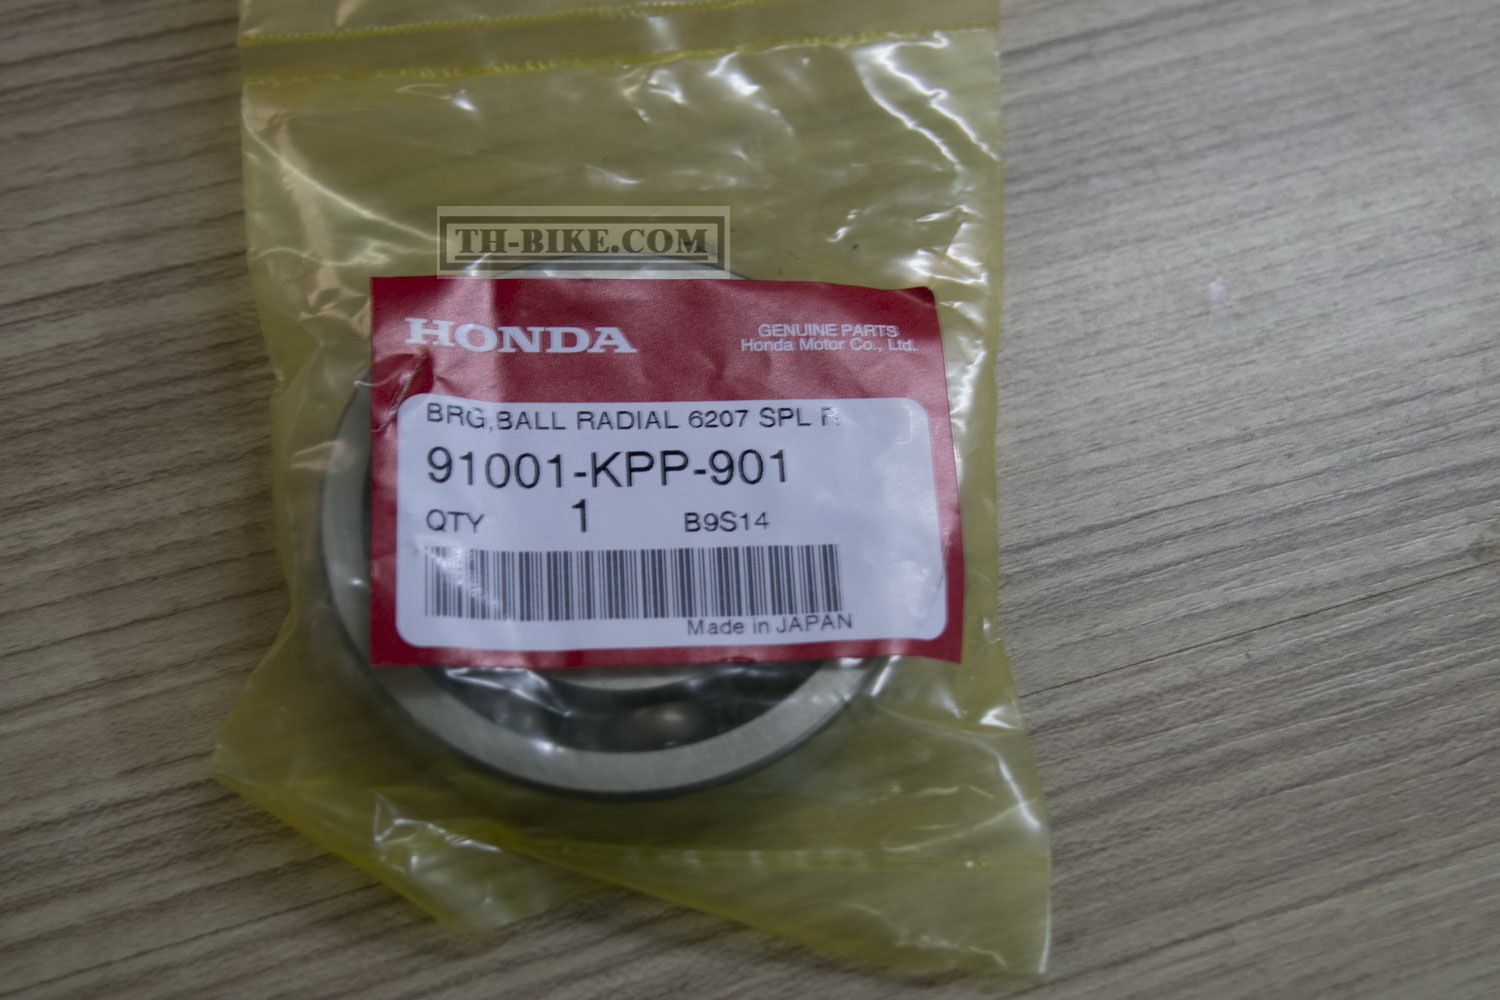 TH-BIKE.COM
HONDA
GENUINE PARTS
Honda Motor Co., Ltd.
BRG,BALL RADIAL 6207 SPL R
91001-KPP-901
QTY 1 B9S14
Made in JAPAN